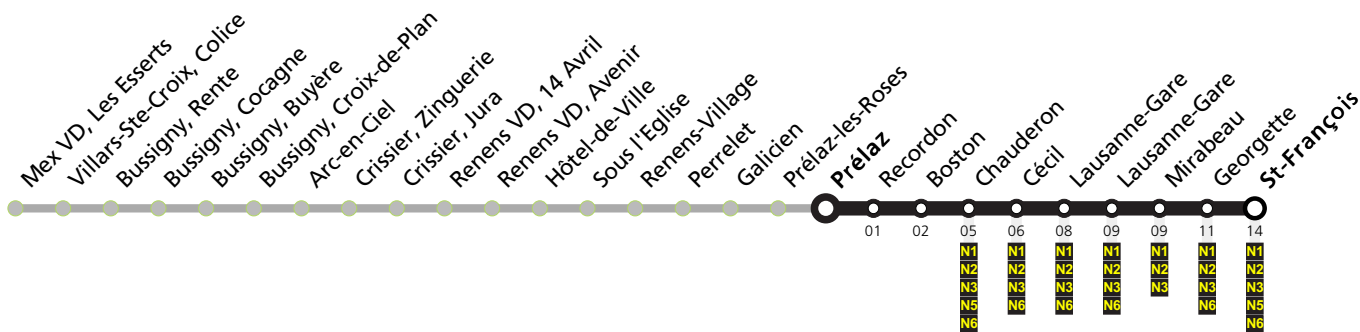 Mex VD, Les Esserts
Villars-Ste-Croix, Colice
Bussigny, Rente
Bussigny, Cocagne
Bussigny, Buyère
Bussigny, Croix-de-Plan
Arc-en-Ciel
Crissier, Zinguerie
Crissier, Jura
Renens VD, 14 Avril
Renens VD, Avenir
Hôtel-de-Ville
Sous l'Eglise
Renens-Village
Perrelet
Galicien
Prélaz-les-Roses
Prélaz
Recordon
Boston
Chauderon
Cécil
Lausanne-Gare
Lausanne-Gare
Mirabeau
Georgette
St-François
01 02 05 06 08 09 09 11 14
N1 N1 N1 N1 N1 N1 N1
N2 N2 N2 N2 N2 N2 N2
N3 N3 N3 N3 N3 N3 N3
N5 N6 N6 N6 N6 N5
N6 N6